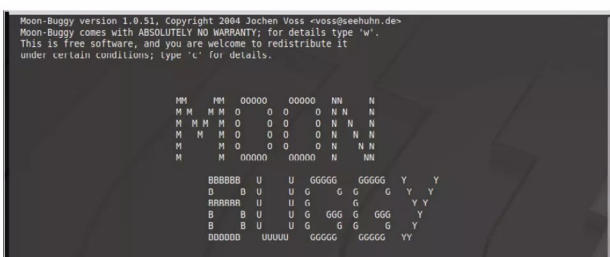 Moon-Buggy version 1.0.51, Copyright 2004 Jochen Voss <voss@seehuhn.de>
Moon-Buggy comes with ABSOLUTELY NO WARRANTY; for details type 'w'.
This is free software, and you are welcome to redistribute it
under certain conditions; type 'c' for details.
MOON
BUGGY